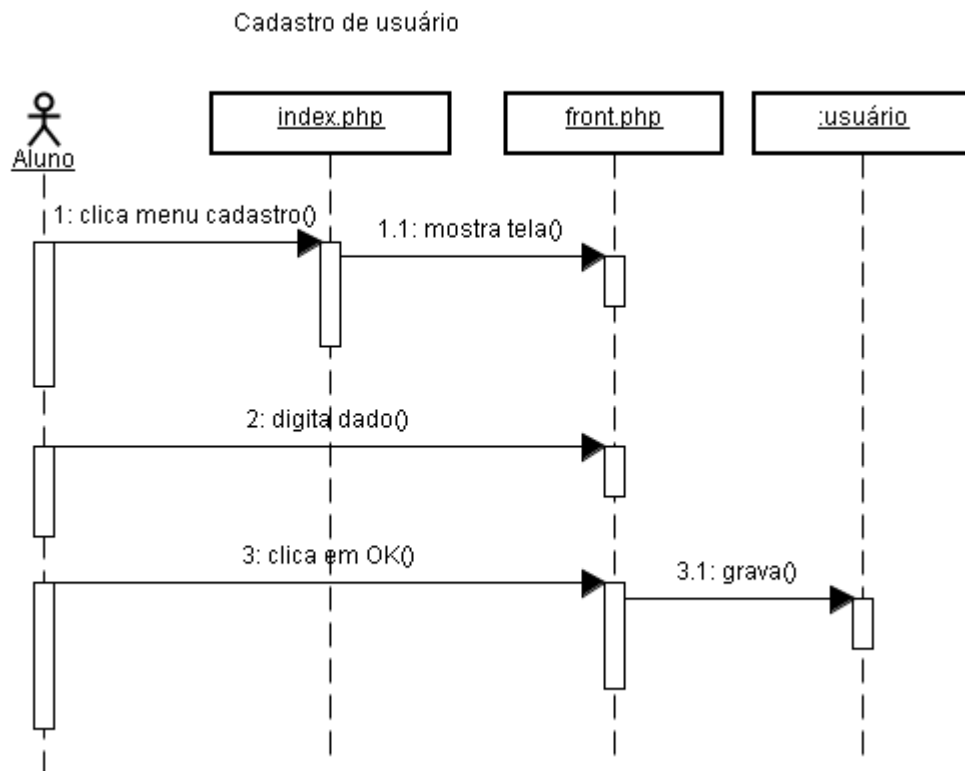 Cadastro de usuário
Aluno
index.php
front.php
:usuário
1: clica menu cadastro()
1.1: mostra tela()
2: digita dado()
3: clica em OK()
3.1: grava()